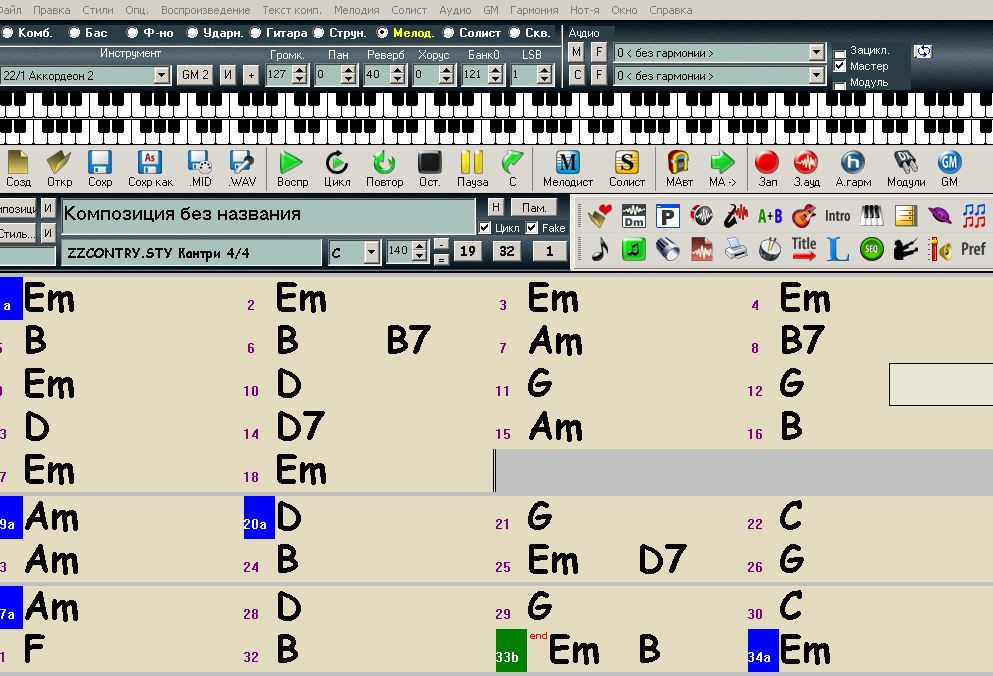 Файл Правка Стили Опц. Воспроизведение Текст комп. Мелодия Солист Аудио GM Гармония Нот-я Окно Справка
Комб. Бас Ф-но Ударн. Гитара Струн. Мелод. Солист Скв. Аудио
Инструмент Громк. Пан Реверб Хорус Банк0 LSB M F 0 < без гармонии > Зацикл.
22/1 Аккордеон 2 GM 2 И + 127 0 40 0 121 1 C F 0 < без гармонии > Мастер
Модуль
Созд Откр Сохр Сохр как .MID .WAV Воспр Цикл Повтор Ост. Пауза С Мелодист Солист МАвт МА -> Зап З.ауд А.гарм Модули GM
мпозици И Композиция без названия Н Пам. Dm P A+B Intro
Цикл Fake
Стиль... И ZZCONTRY.STY Кантри 4/4 C 140 - = 19 32 1 Title L SEQ Pref
a Em 2 Em 3 Em 4 Em
5 B 6 B B7 7 Am 8 B7
9 Em 10 D 11 G 12 G
3 D 14 D7 15 Am 16 B
7 Em 18 Em
9a Am 20a D 21 G 22 C
3 Am 24 B 25 Em D7 26 G
7a Am 28 D 29 G 30 C
1 F 32 B 33b end Em B 34a Em